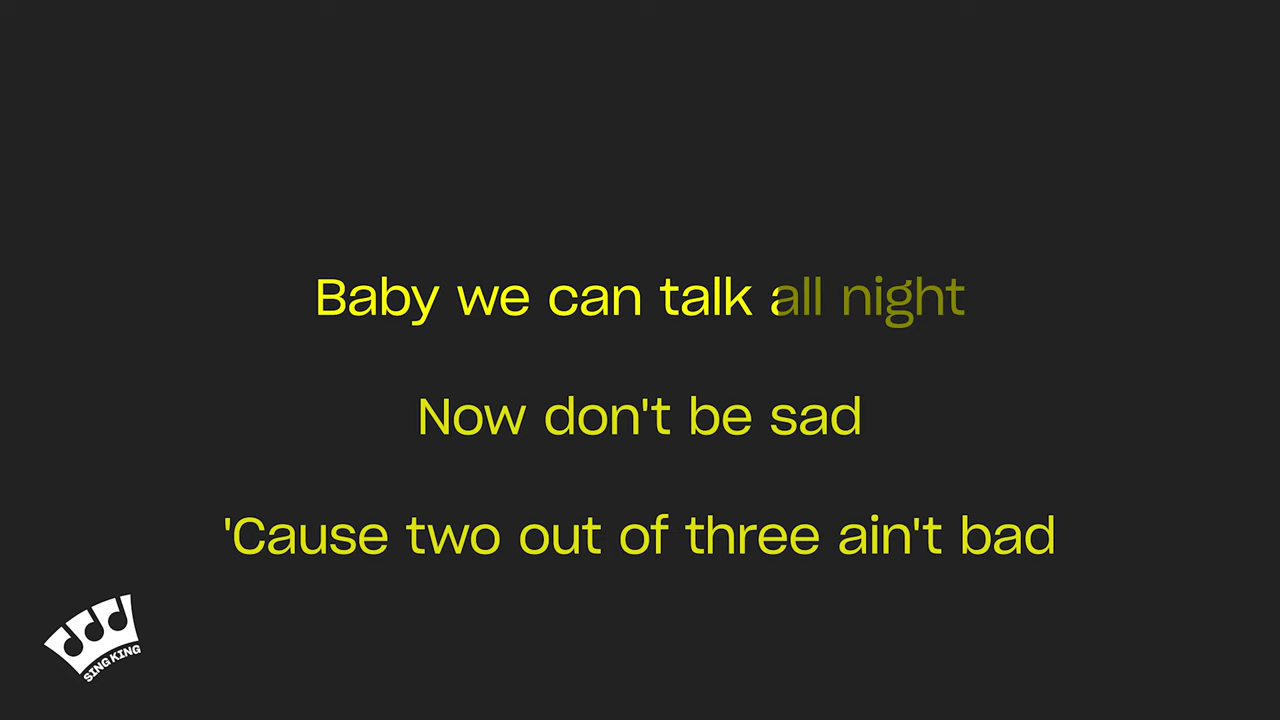 Baby we can talk all night
Now don't be sad
'Cause two out of three ain't bad
SING KING